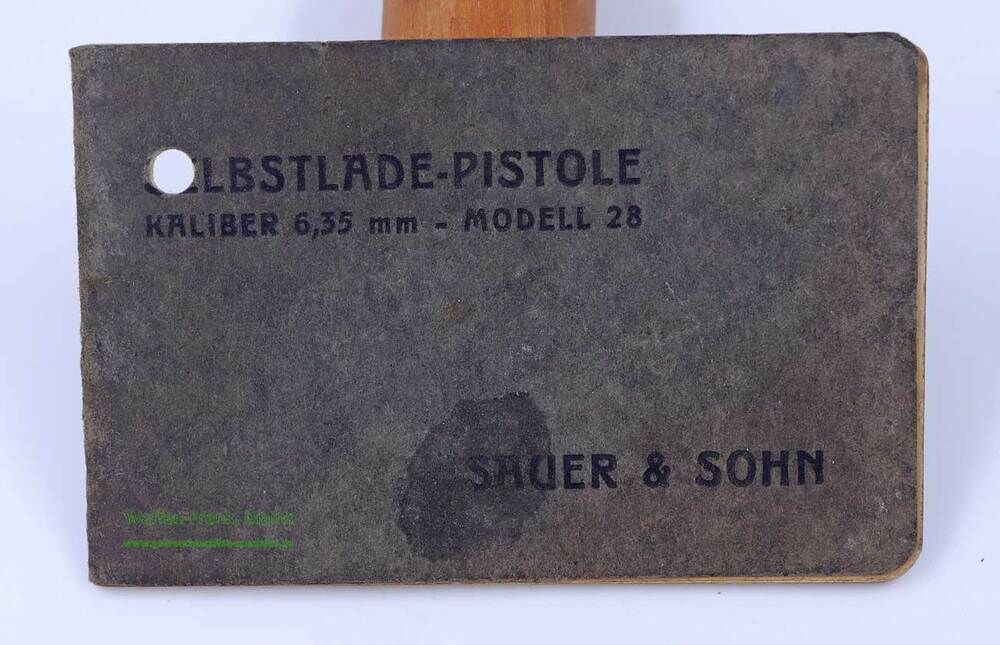 ELBSTLADE-PISTOLE
KALIBER 6,35 mm - MODELL 28
SAUER & SOHN